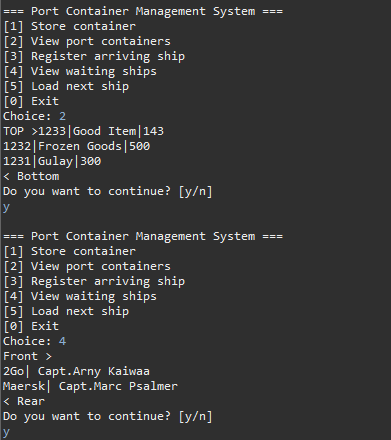 === Port Container Management System ===
[1] Store container
[2] View port containers
[3] Register arriving ship
[4] View waiting ships
[5] Load next ship
[0] Exit
Choice: 2
TOP >1233|Good Item|143
1232|Frozen Goods|500
1231|Gulay|300
< Bottom
Do you want to continue? [y/n]
y
=== Port Container Management System ===
[1] Store container
[2] View port containers
[3] Register arriving ship
[4] View waiting ships
[5] Load next ship
[0] Exit
Choice: 4
Front >
2Go| Capt.Arny Kaiwaa
Maersk| Capt.Marc Psalmer
< Rear
Do you want to continue? [y/n]
y